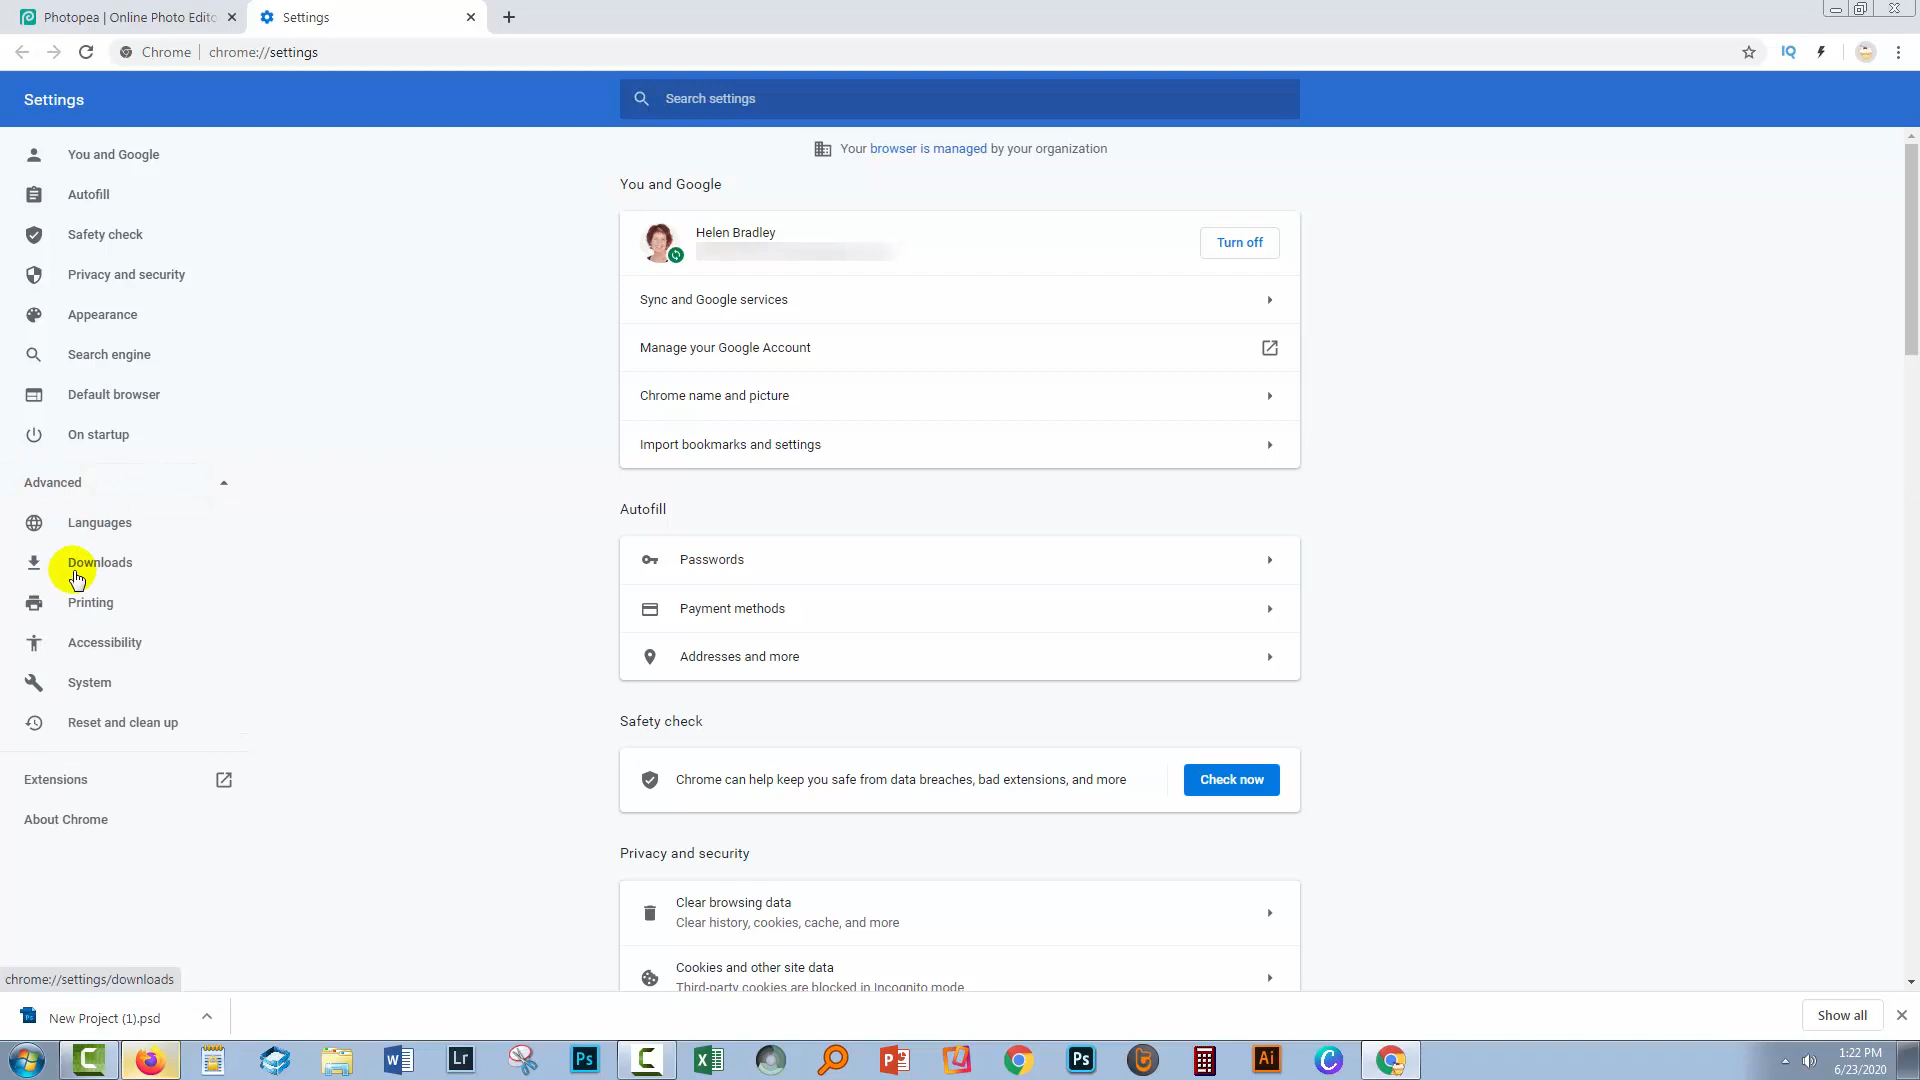 Photopea | Online Photo Edito
Settings
Chrome
chrome://settings
IQ
Settings
Search settings
Your browser is managed by your organization
You and Google
Autofill
Safety check
Privacy and security
Appearance
Search engine
Default browser
On startup
Advanced
Languages
Downloads
Printing
Accessibility
System
Reset and clean up
Extensions
About Chrome
You and Google
Helen Bradley
Turn off
Sync and Google services
Manage your Google Account
Chrome name and picture
Import bookmarks and settings
Autofill
Passwords
Payment methods
Addresses and more
Safety check
Chrome can help keep you safe from data breaches, bad extensions, and more
Check now
Privacy and security
Clear browsing data
Clear history, cookies, cache, and more
Cookies and other site data
Third-party cookies are blocked in Incognito mode
chrome://settings/downloads
New Project (1).psd
Show all
Lr
Ps
Ps
Ai
1:22 PM
6/23/2020